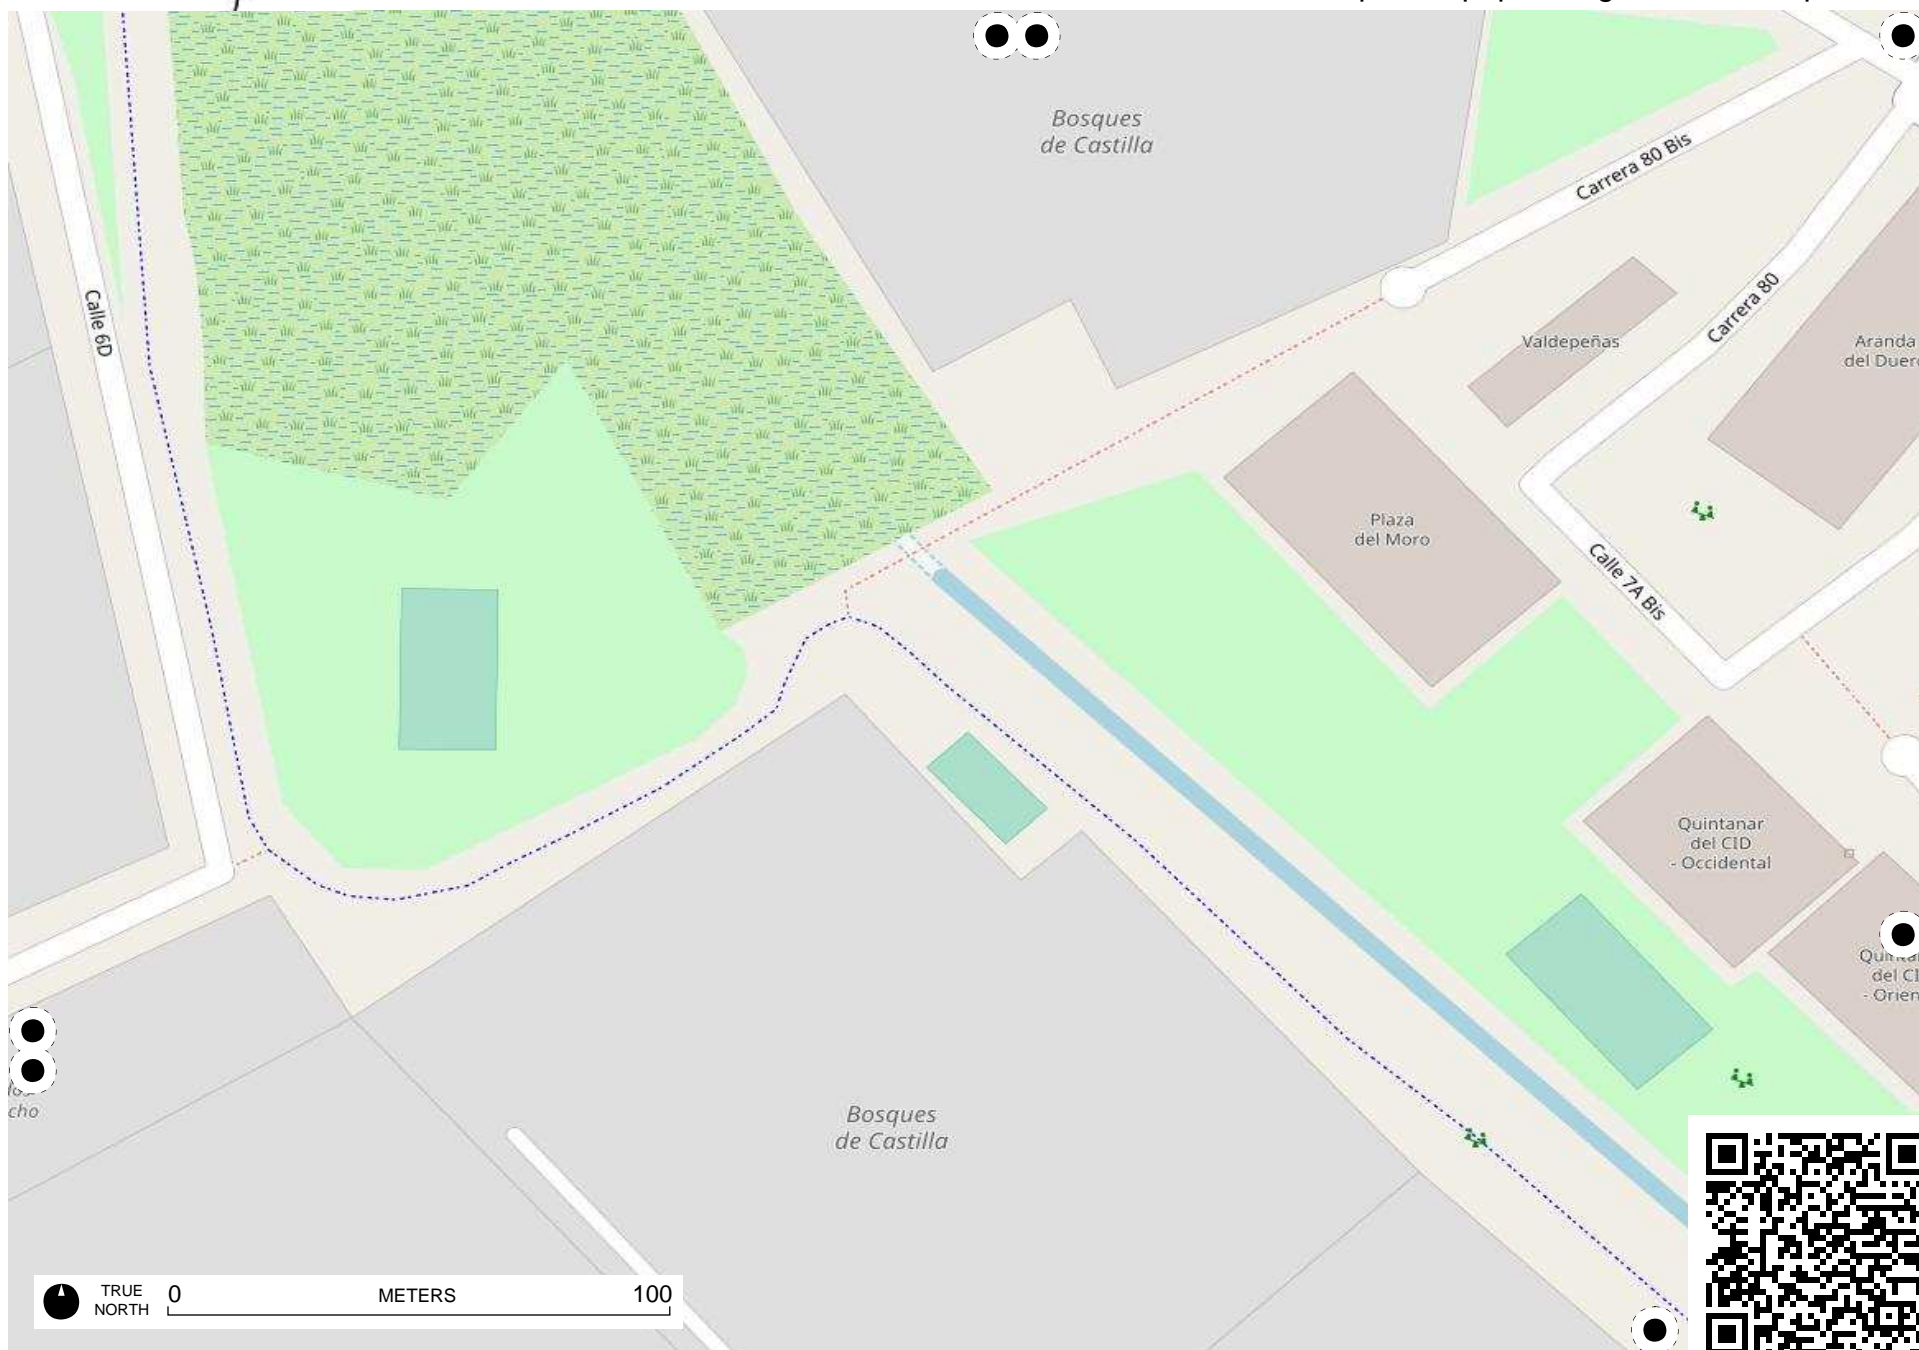 Bosques
de Castilla
Carrera 80 Bis
Carrera 80
Calle 6D
Valdepeñas
Aranda
Plaza
del Moro
Calle 7A Bis
Quintanar
del CID
- Occidental
Bosques
de Castilla
TRUE
NORTH
0
METERS
100